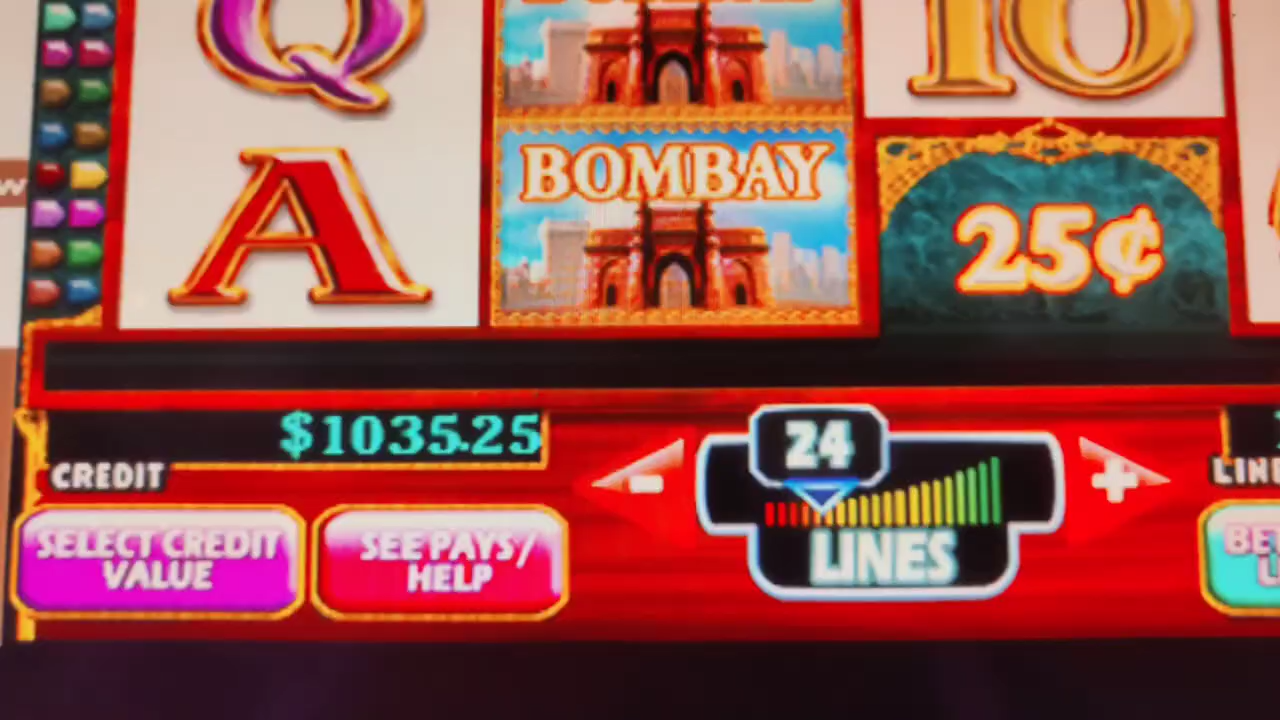 Q
10
A
BOMBAY
25¢
$1035.25
24
CREDIT
SELECT CREDIT
VALUE
SEE PAYS/
HELP
-
+
LINES